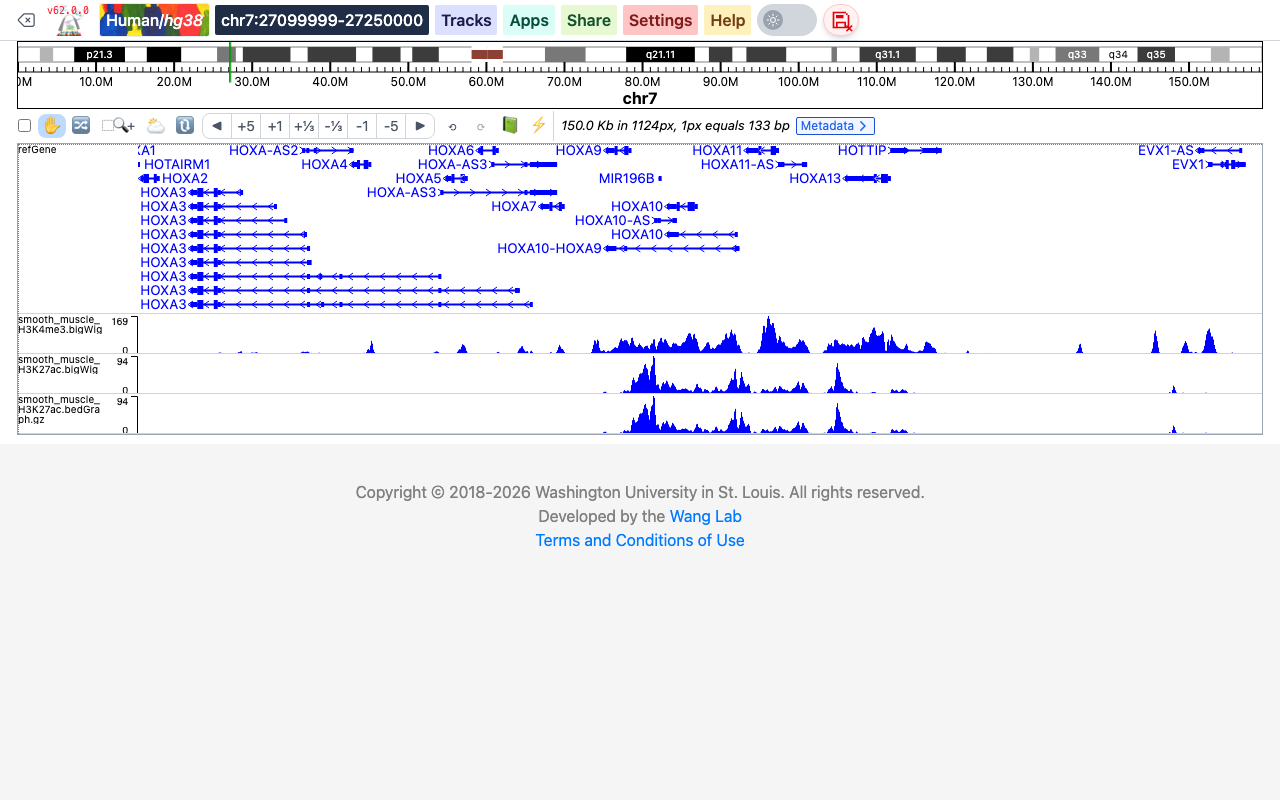 v62.0.0
Human/hg38 chr7:27099999-27250000 Tracks Apps Share Settings Help
p21.3 q21.11 q31.1 q33 q34 q35
0M 10.0M 20.0M 30.0M 40.0M 50.0M 60.0M 70.0M 80.0M 90.0M 100.0M 110.0M 120.0M 130.0M 140.0M 150.0M
chr7
◀ +5 +1 +⅓ -⅓ -1 -5 ▶ 150.0 Kb in 1124px, 1px equals 133 bp Metadata
refGene
XA1 HOXA-AS2 HOXA6 HOXA9 HOXA11 HOTTIP EVX1-AS
HOTAIRM1 HOXA4 HOXA-AS3 HOXA11-AS EVX1
HOXA2 HOXA5 MIR196B HOXA13
HOXA3 HOXA-AS3
HOXA3 HOXA7 HOXA10
HOXA3 HOXA10-AS
HOXA3 HOXA10
HOXA3 HOXA10-HOXA9
HOXA3
HOXA3
HOXA3
HOXA3
smooth_muscle_
H3K4me3.bigWig
169
0
smooth_muscle_
H3K27ac.bigWig
94
0
smooth_muscle_
H3K27ac.bedGra
ph.gz
94
0
Copyright © 2018-2026 Washington University in St. Louis. All rights reserved.
Developed by the Wang Lab
Terms and Conditions of Use